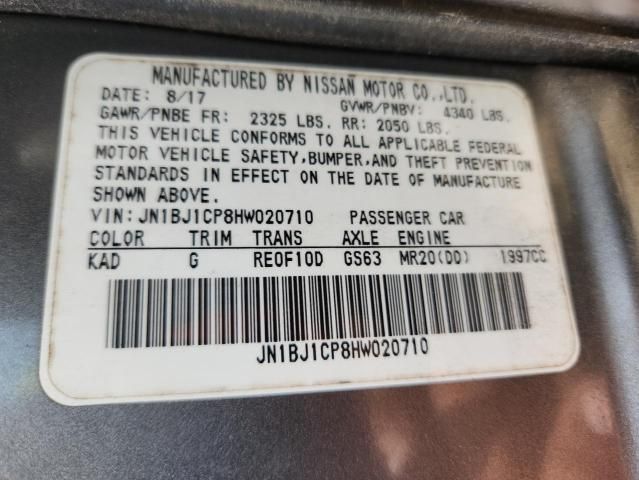 MANUFACTURED BY NISSAN MOTOR CO.,LTD.
DATE: 8/17 GVWR/PNBV: 4340 LBS.
GAWR/PNBE FR: 2325 LBS. RR: 2050 LBS.
THIS VEHICLE CONFORMS TO ALL APPLICABLE FEDERAL
MOTOR VEHICLE SAFETY, BUMPER, AND THEFT PREVENTION
STANDARDS IN EFFECT ON THE DATE OF MANUFACTURE
SHOWN ABOVE.
VIN: JN1BJ1CP8HW020710 PASSENGER CAR
COLOR TRIM TRANS AXLE ENGINE
KAD G RE0F10D GS63 MR20(DD) 1997CC
JN1BJ1CP8HW020710